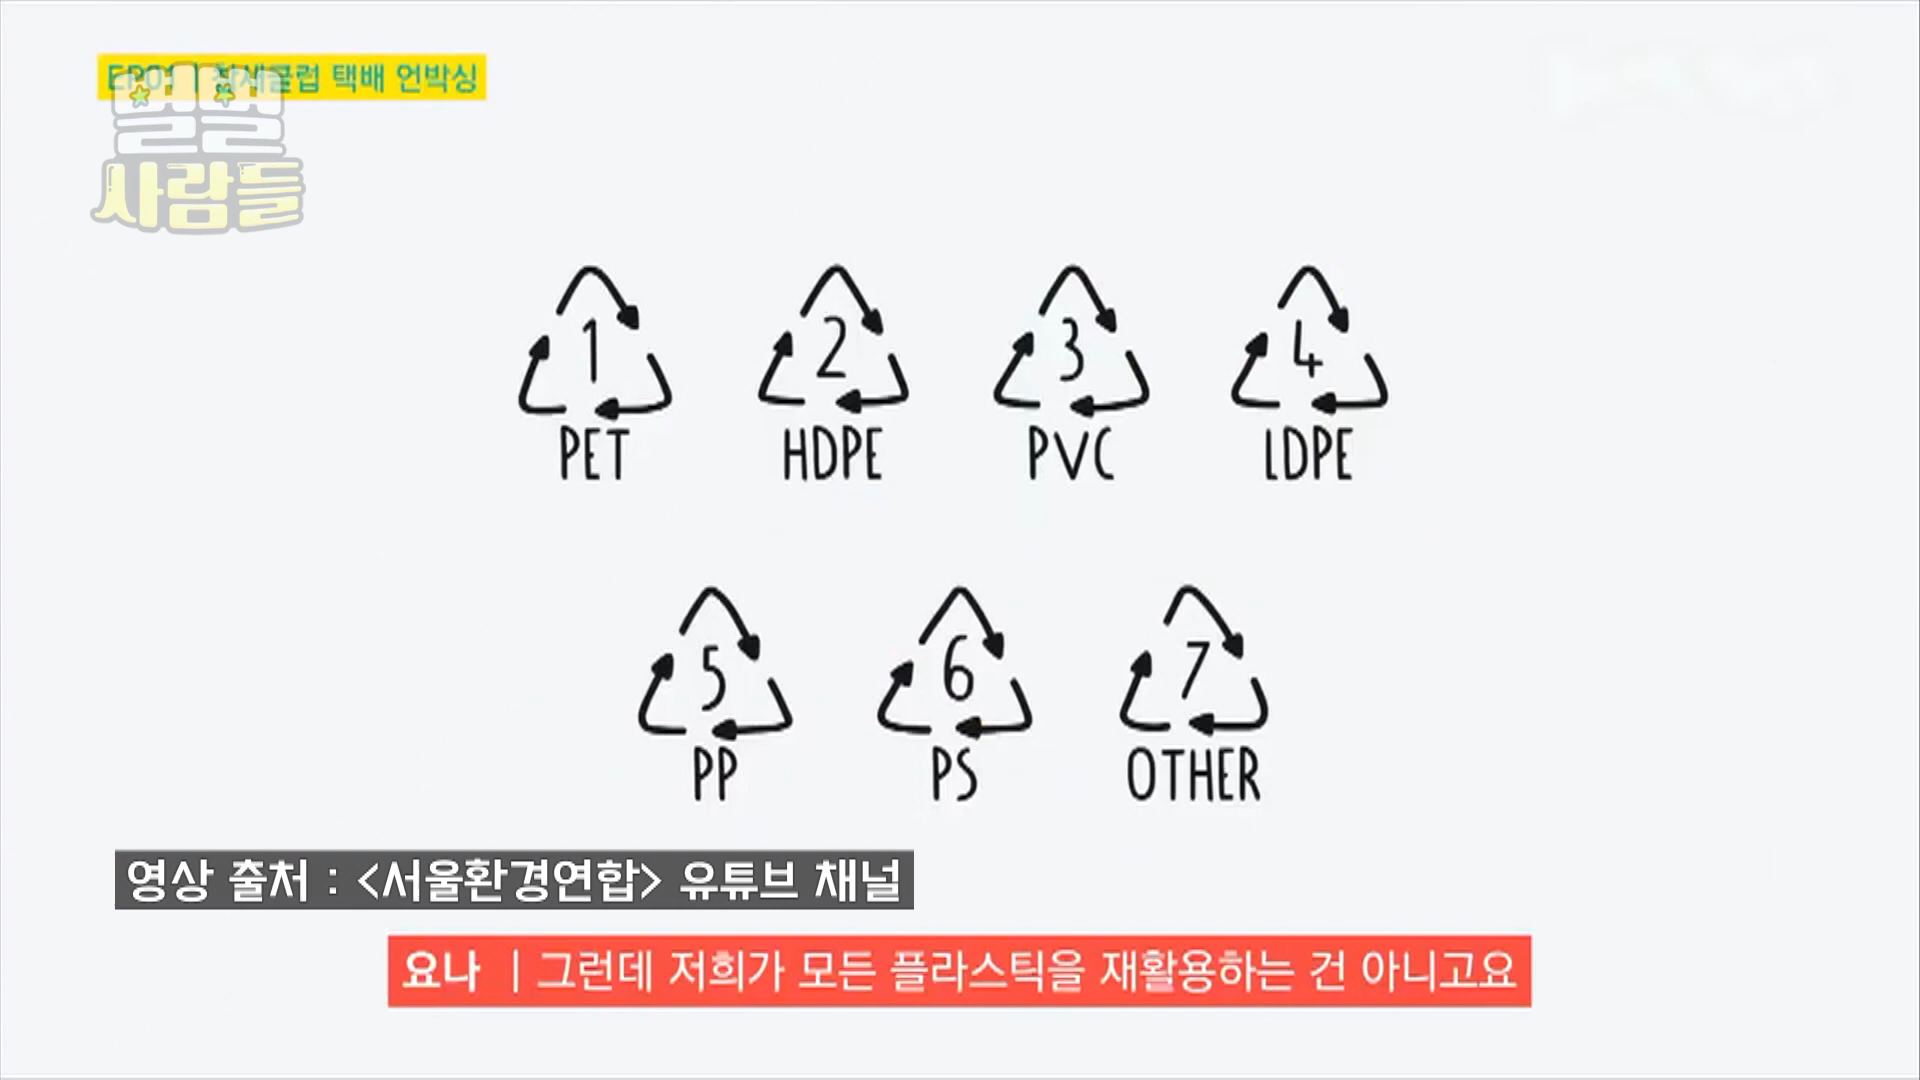 택배 언박싱
별별
사람들
1 2 3 4
PET HDPE PVC LDPE
5 6 7
PP PS OTHER
영상 출처 : <서울환경연합> 유튜브 채널
요나 | 그런데 저희가 모든 플라스틱을 재활용하는 건 아니고요